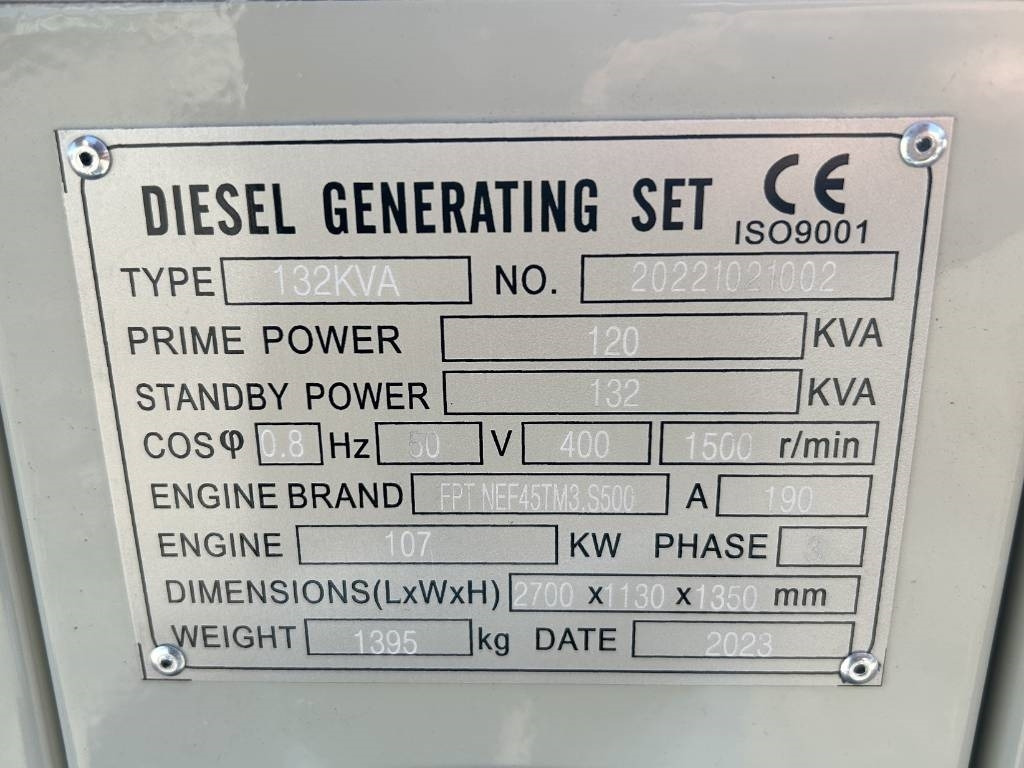 DIESEL GENERATING SET CE
ISO9001
TYPE 132KVA NO. 20221021002
PRIME POWER 120 KVA
STANDBY POWER 132 KVA
COSφ 0.8 Hz 50 V 400 1500 r/min
ENGINE BRAND FPT NEF45TM3.S500 A 190
ENGINE 107 KW PHASE 3
DIMENSIONS(LxWxH) 2700 x1130 x1350 mm
WEIGHT 1395 kg DATE 2023